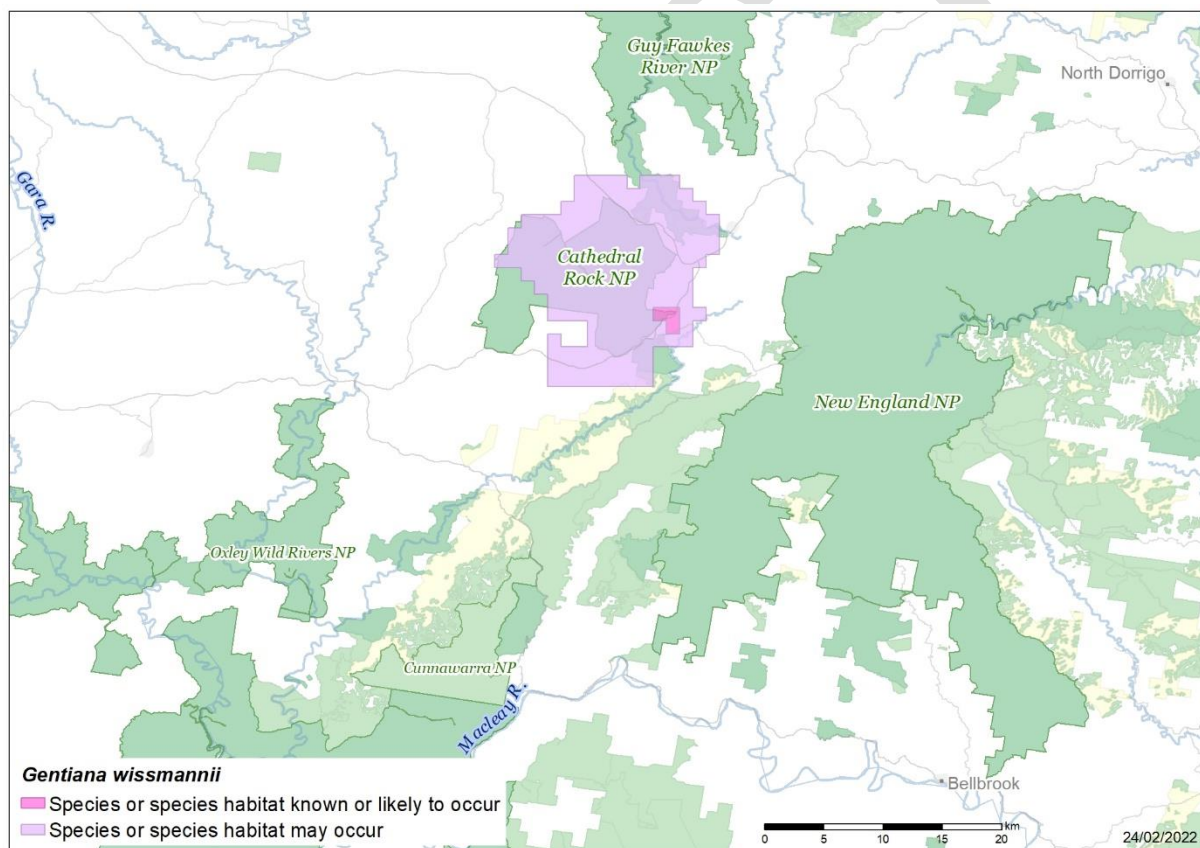 Guy Fawkes
River NP
North Dorrigo
Gara R.
Cathedral
Rock NP
New England NP
Oxley Wild Rivers NP
Cunnawarra NP
Macleay R.
Gentiana wissmannii
Species or species habitat known or likely to occur
Species or species habitat may occur
Bellbrook
km
0 5 10 15 20
24/02/2022